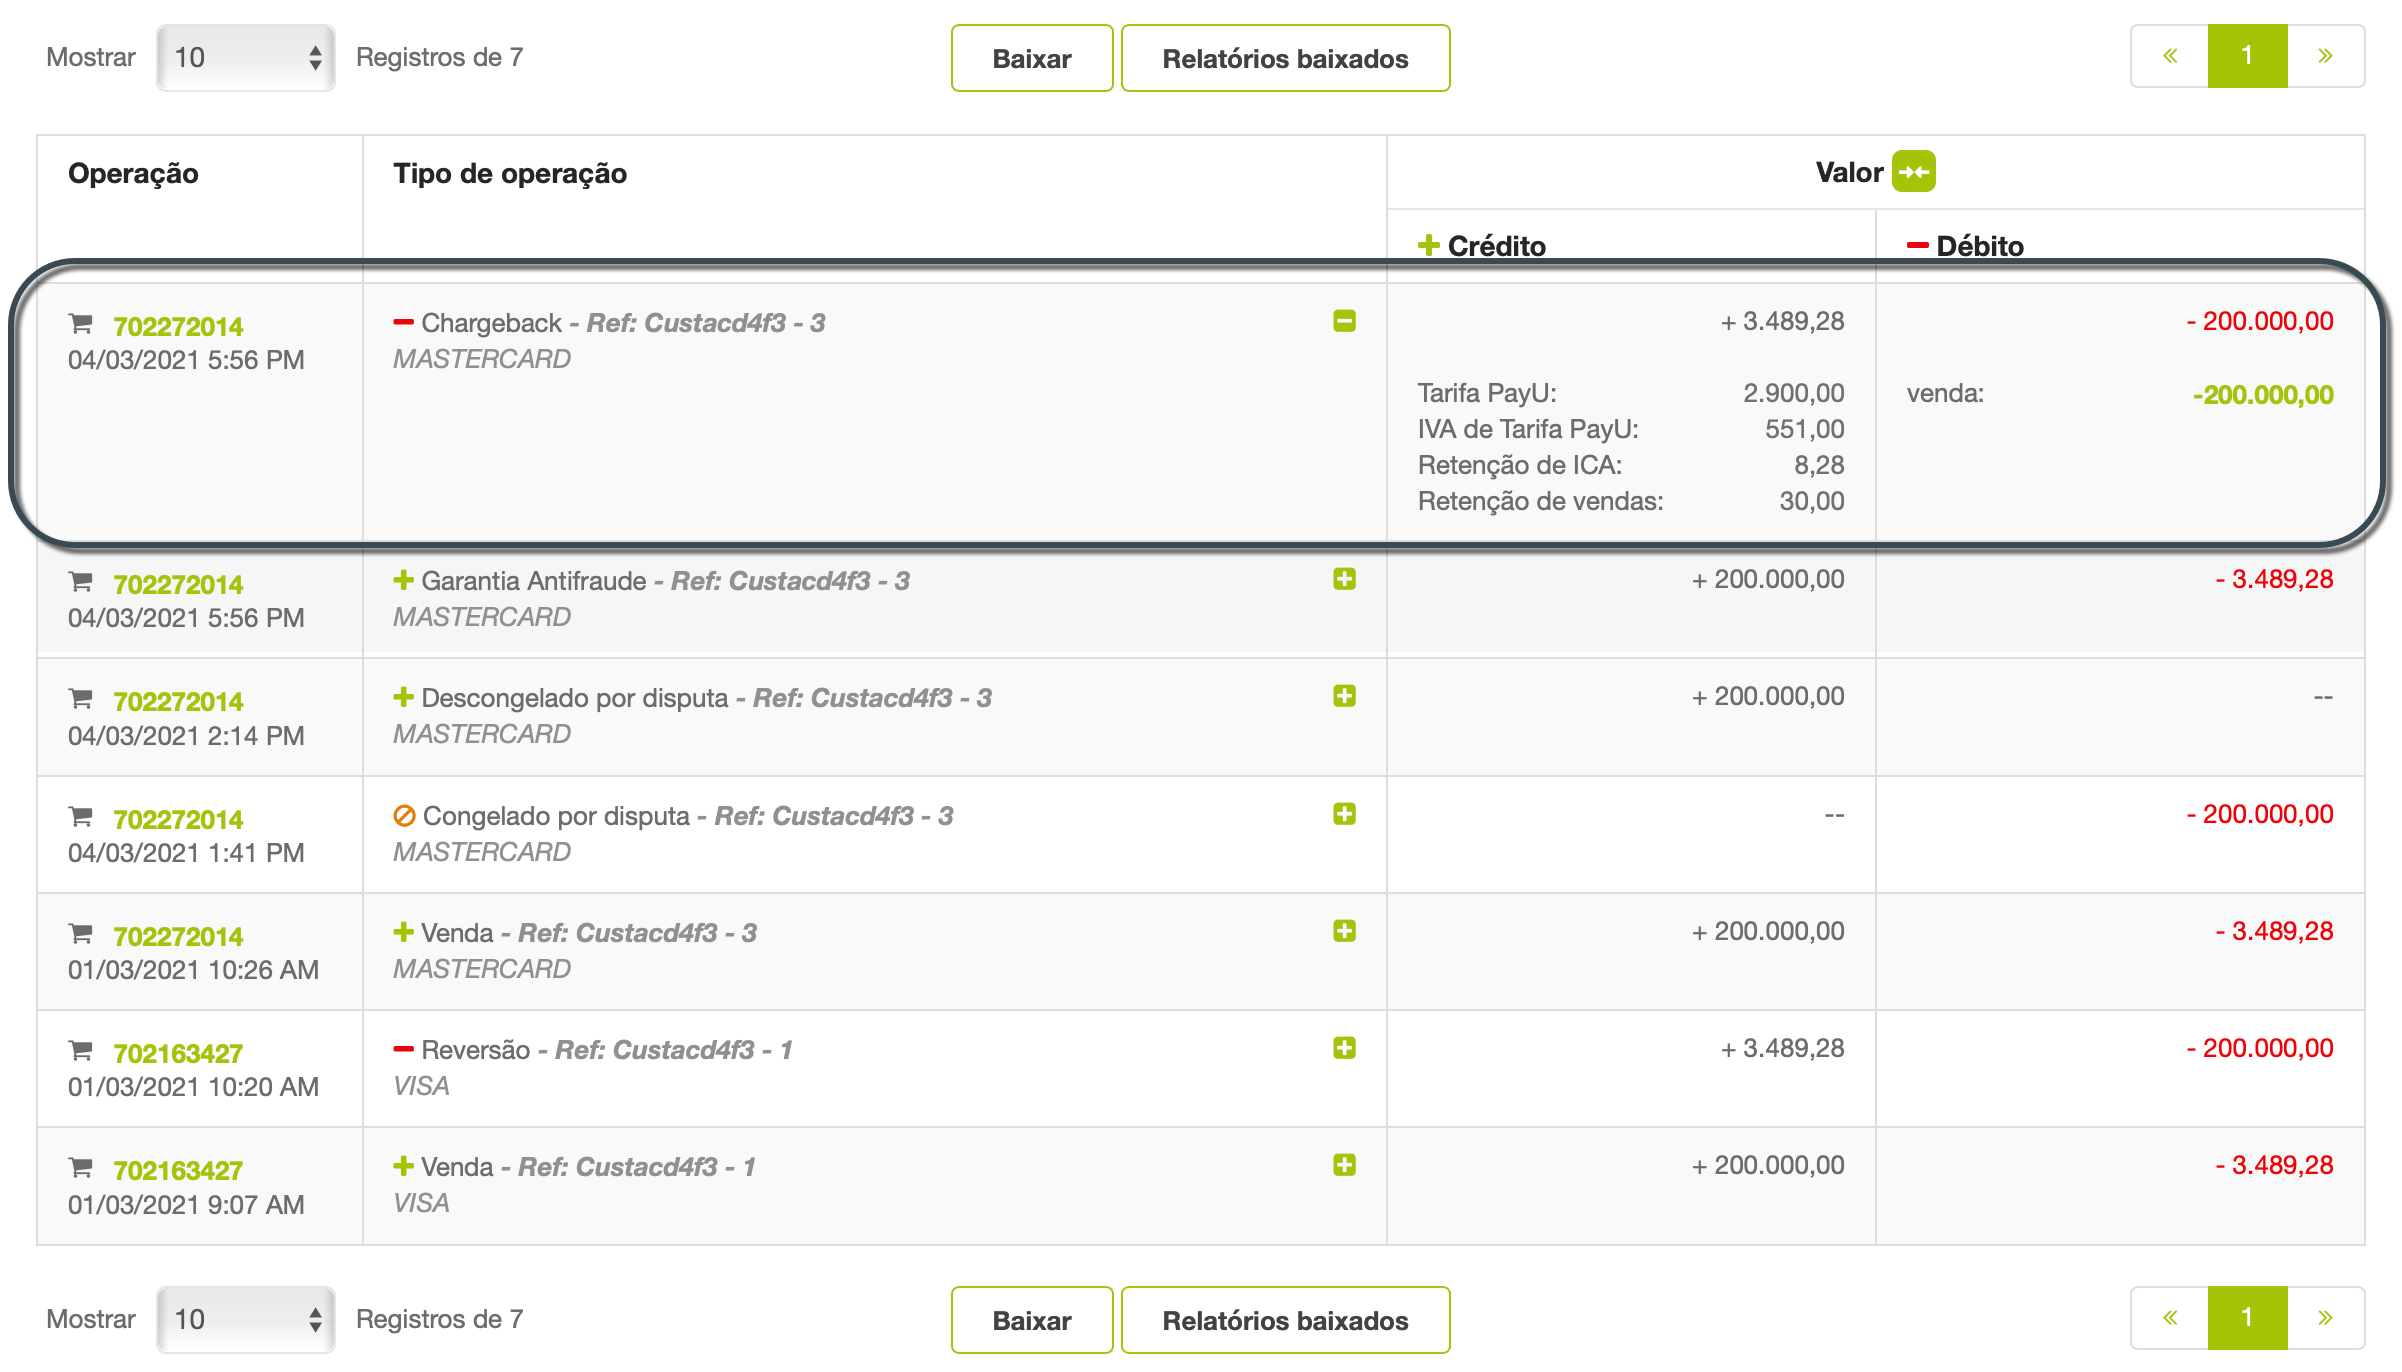 Mostrar 10 Registros de 7 Baixar Relatórios baixados « 1 »
Operação Tipo de operação Valor
Crédito Débito
702272014 Chargeback - Ref: Custacd4f3 - 3 + 3.489,28 - 200.000,00
04/03/2021 5:56 PM MASTERCARD
Tarifa PayU: 2.900,00 venda: -200.000,00
IVA de Tarifa PayU: 551,00
Retenção de ICA: 8,28
Retenção de vendas: 30,00
702272014 Garantia Antifraude - Ref: Custacd4f3 - 3 + 200.000,00 - 3.489,28
04/03/2021 5:56 PM MASTERCARD
702272014 Descongelado por disputa - Ref: Custacd4f3 - 3 + 200.000,00 --
04/03/2021 2:14 PM MASTERCARD
702272014 Congelado por disputa - Ref: Custacd4f3 - 3 -- - 200.000,00
04/03/2021 1:41 PM MASTERCARD
702272014 Venda - Ref: Custacd4f3 - 3 + 200.000,00 - 3.489,28
01/03/2021 10:26 AM MASTERCARD
702163427 Reversão - Ref: Custacd4f3 - 1 + 3.489,28 - 200.000,00
01/03/2021 10:20 AM VISA
702163427 Venda - Ref: Custacd4f3 - 1 + 200.000,00 - 3.489,28
01/03/2021 9:07 AM VISA
Mostrar 10 Registros de 7 Baixar Relatórios baixados « 1 »